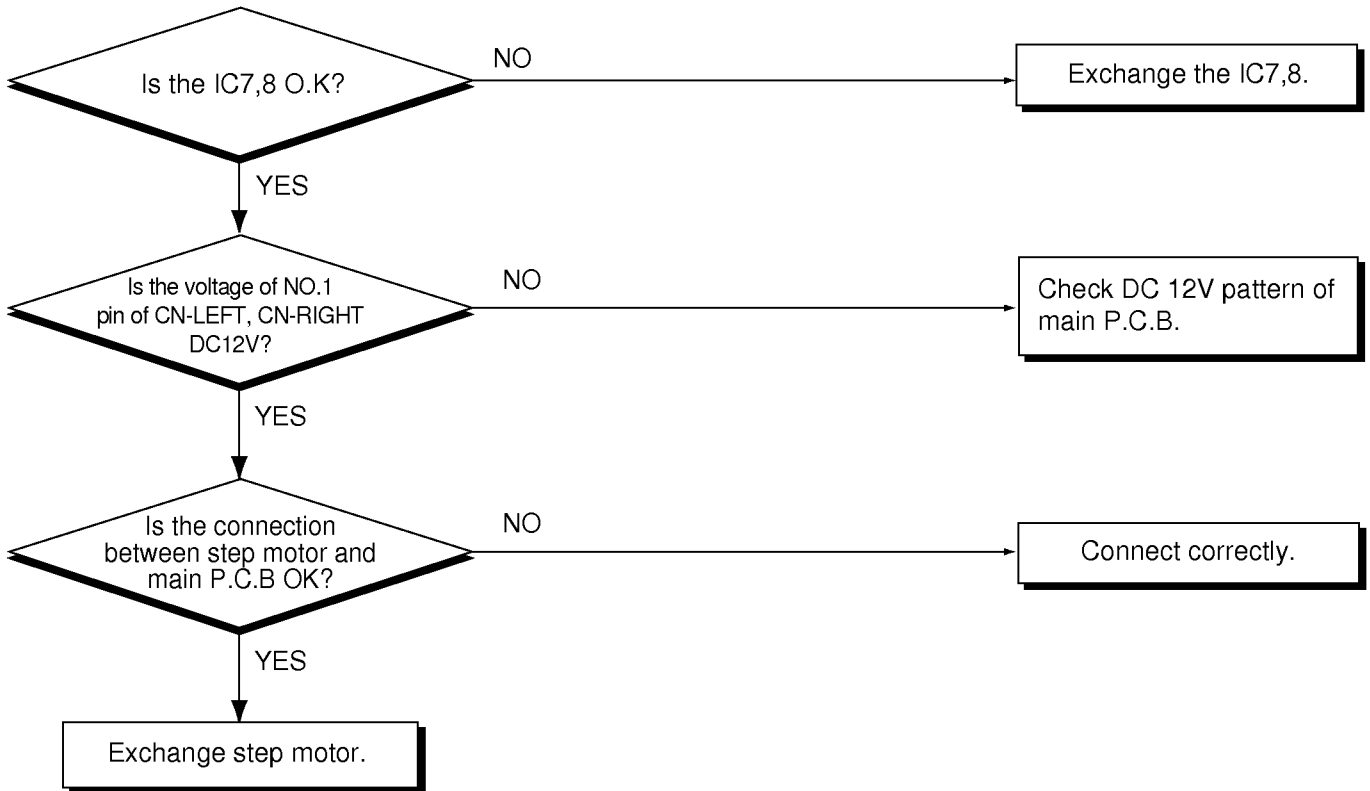 Is the IC7,8 O.K?
NO
Exchange the IC7,8.
YES
Is the voltage of NO.1
pin of CN-LEFT, CN-RIGHT
DC12V?
NO
Check DC 12V pattern of
main P.C.B.
YES
Is the connection
between step motor and
main P.C.B OK?
NO
Connect correctly.
YES
Exchange step motor.